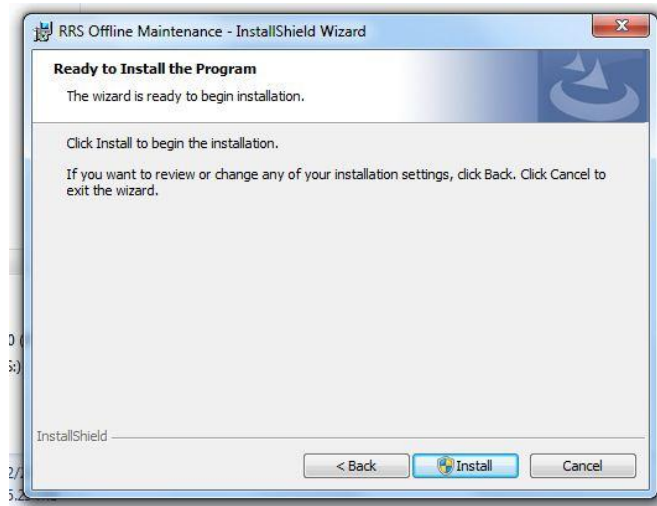 RRS Offline Maintenance - InstallShield Wizard
Ready to Install the Program
The wizard is ready to begin installation.
Click Install to begin the installation.
If you want to review or change any of your installation settings, click Back. Click Cancel to
exit the wizard.
InstallShield
< Back
Install
Cancel